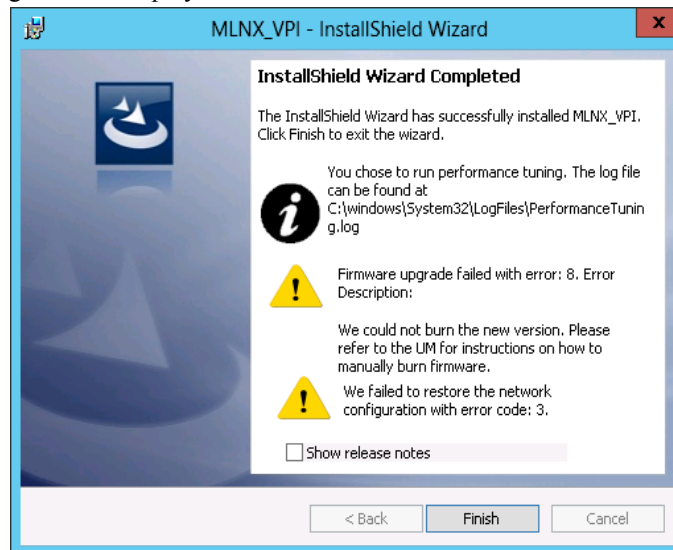 MLNX_VPI - InstallShield Wizard
x
InstallShield Wizard Completed
The InstallShield Wizard has successfully installed MLNX_VPI.
Click Finish to exit the wizard.
You chose to run performance tuning. The log file
can be found at
C:\windows\System32\LogFiles\PerformanceTunin
g.log
Firmware upgrade failed with error: 8. Error
Description:
We could not burn the new version. Please
refer to the UM for instructions on how to
manually burn firmware.
We failed to restore the network
configuration with error code: 3.
Show release notes
< Back
Finish
Cancel